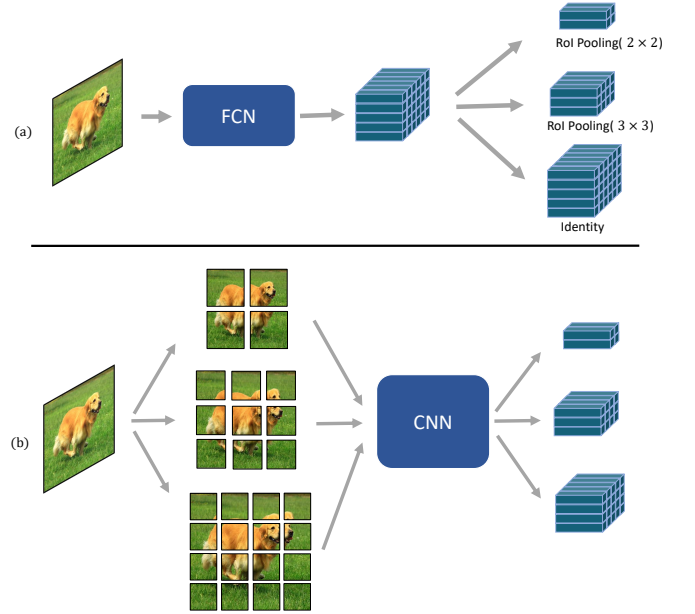 RoI Pooling( 2 × 2)
(a)
FCN
RoI Pooling( 3 × 3)
Identity
(b)
CNN